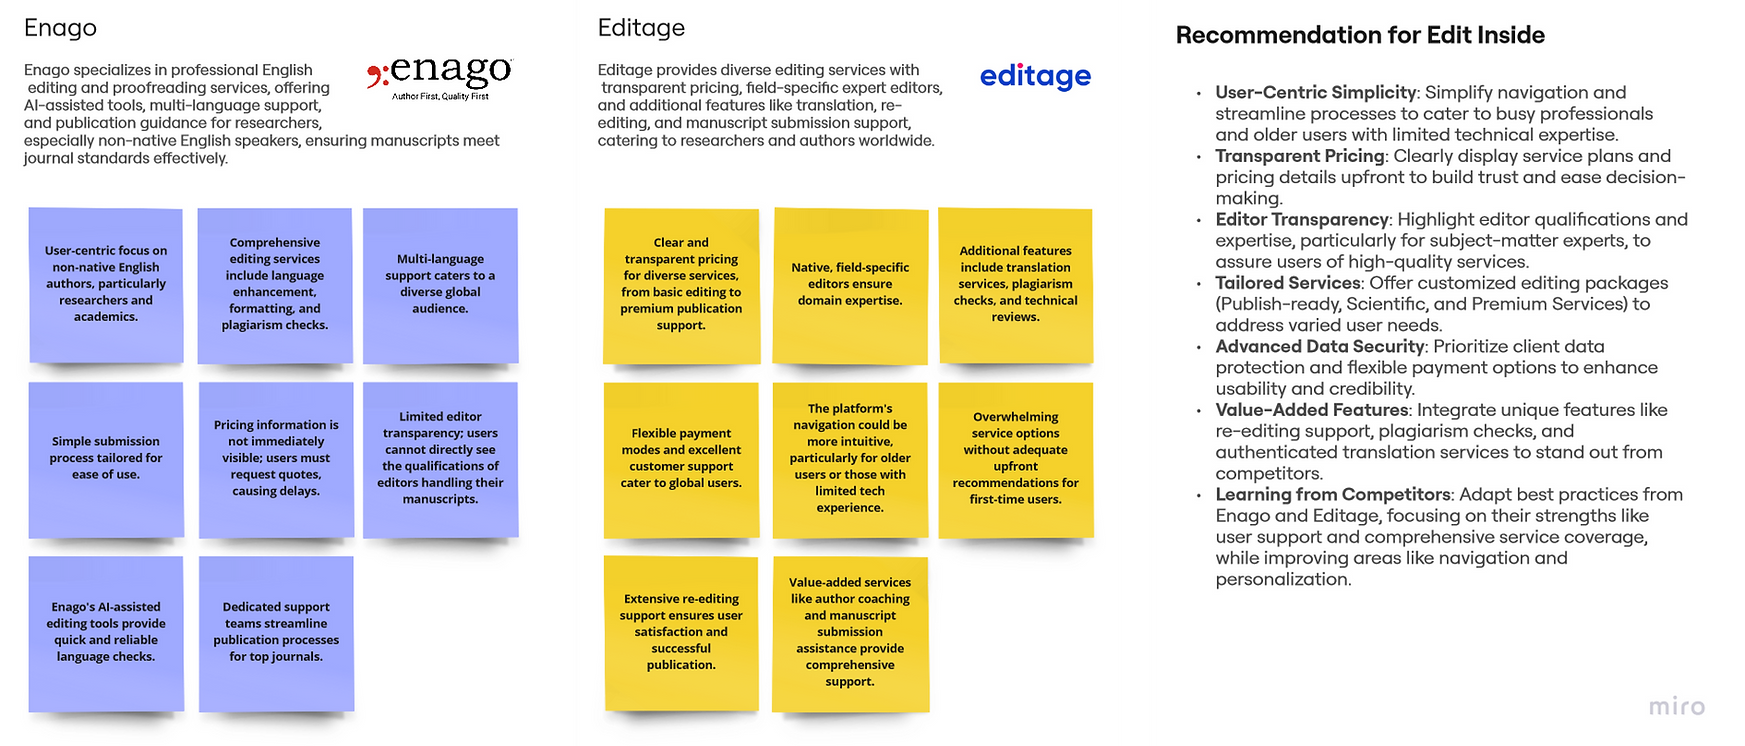 Enago
Enago specializes in professional English
editing and proofreading services, offering
AI-assisted tools, multi-language support,
and publication guidance for researchers,
especially non-native English speakers, ensuring manuscripts meet
journal standards effectively.
enago
Author First, Quality First
User-centric focus on
non-native English
authors, particularly
researchers and
academics.
Comprehensive
editing services
include language
enhancement,
formatting, and
plagiarism checks.
Multi-language
support caters to a
diverse global
audience.
Simple submission
process tailored for
ease of use.
Pricing information is
not immediately
visible; users must
request quotes,
causing delays.
Limited editor
transparency; users
cannot directly see
the qualifications of
editors handling their
manuscripts.
Enago's AI-assisted
editing tools provide
quick and reliable
language checks.
Dedicated support
teams streamline
publication processes
for top journals.
Editage
Editage provides diverse editing services with
transparent pricing, field-specific expert editors,
and additional features like translation, re-
editing, and manuscript submission support,
catering to researchers and authors worldwide.
editage
Clear and
transparent pricing
for diverse services,
from basic editing to
premium publication
support.
Native, field-specific
editors ensure
domain expertise.
Additional features
include translation
services, plagiarism
checks, and technical
reviews.
Flexible payment
modes and excellent
customer support
cater to global users.
The platform's
navigation could be
more intuitive,
particularly for older
users or those with
limited tech
experience.
Overwhelming
service options
without adequate
upfront
recommendations for
first-time users.
Extensive re-editing
support ensures user
satisfaction and
successful
publication.
Value-added services
like author coaching
and manuscript
submission
assistance provide
comprehensive
support.
Recommendation for Edit Inside
• User-Centric Simplicity: Simplify navigation and
streamline processes to cater to busy professionals
and older users with limited technical expertise.
• Transparent Pricing: Clearly display service plans and
pricing details upfront to build trust and ease decision-
making.
• Editor Transparency: Highlight editor qualifications and
expertise, particularly for subject-matter experts, to
assure users of high-quality services.
• Tailored Services: Offer customized editing packages
(Publish-ready, Scientific, and Premium Services) to
address varied user needs.
• Advanced Data Security: Prioritize client data
protection and flexible payment options to enhance
usability and credibility.
• Value-Added Features: Integrate unique features like
re-editing support, plagiarism checks, and
authenticated translation services to stand out from
competitors.
• Learning from Competitors: Adapt best practices from
Enago and Editage, focusing on their strengths like
user support and comprehensive service coverage,
while improving areas like navigation and
personalization.
miro